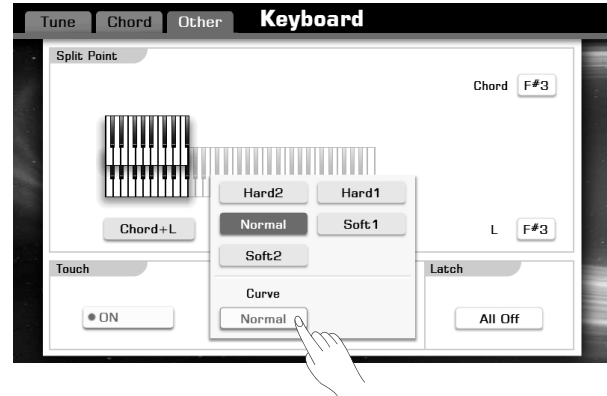 Tune Chord Other Keyboard
Split Point
Chord F#3
Hard2 Hard1
Chord+L Normal Soft1 L F#3
Soft2
Touch Latch
Curve
ON Normal All Off